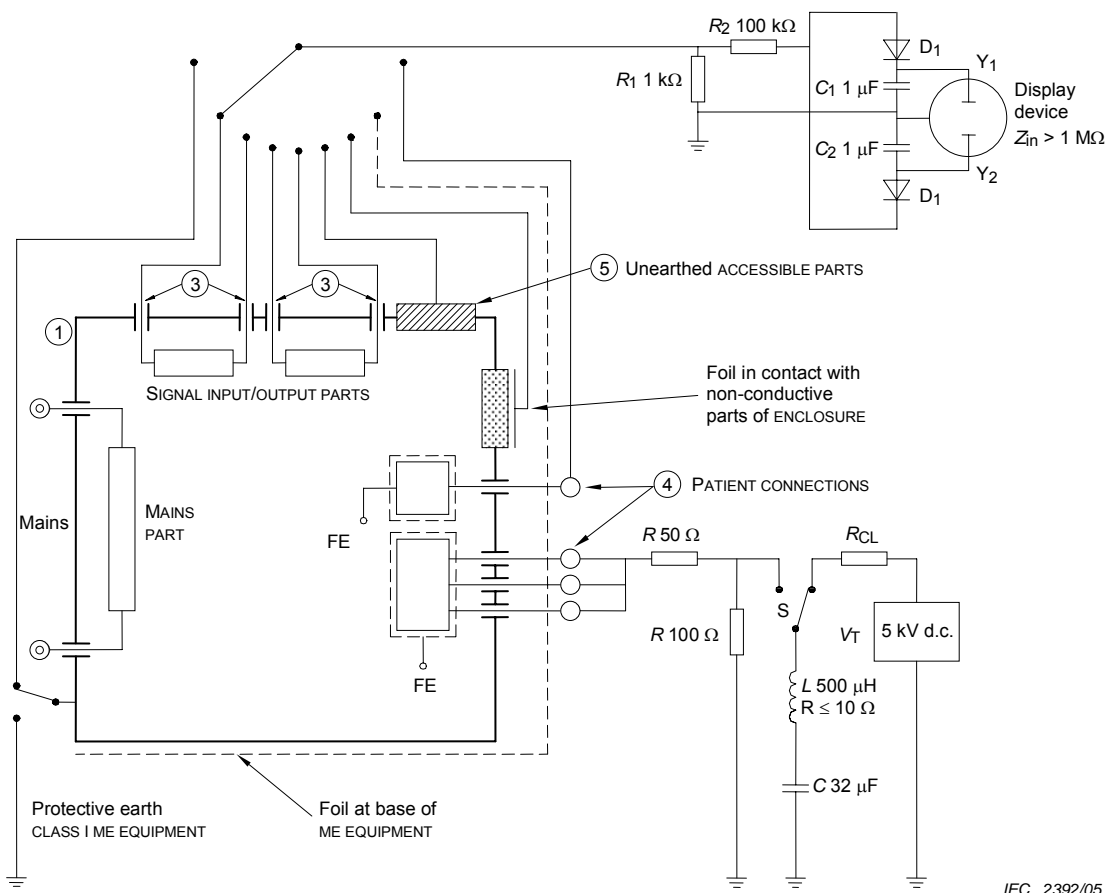 R2 100 kΩ
D1
Y1
R1 1 kΩ
C1 1 μF
Display
device
Zin > 1 MΩ
C2 1 μF
Y2
D1
5 Unearthed ACCESSIBLE PARTS
3
3
1
SIGNAL INPUT/OUTPUT PARTS
Foil in contact with
non-conductive
parts of ENCLOSURE
4 PATIENT CONNECTIONS
Mains
MAINS
PART
FE
R 50 Ω
RCL
S
R 100 Ω
VT
5 kV d.c.
FE
L 500 μH
R ≤ 10 Ω
C 32 μF
Protective earth
CLASS I ME EQUIPMENT
Foil at base of
ME EQUIPMENT
IEC 2392/05